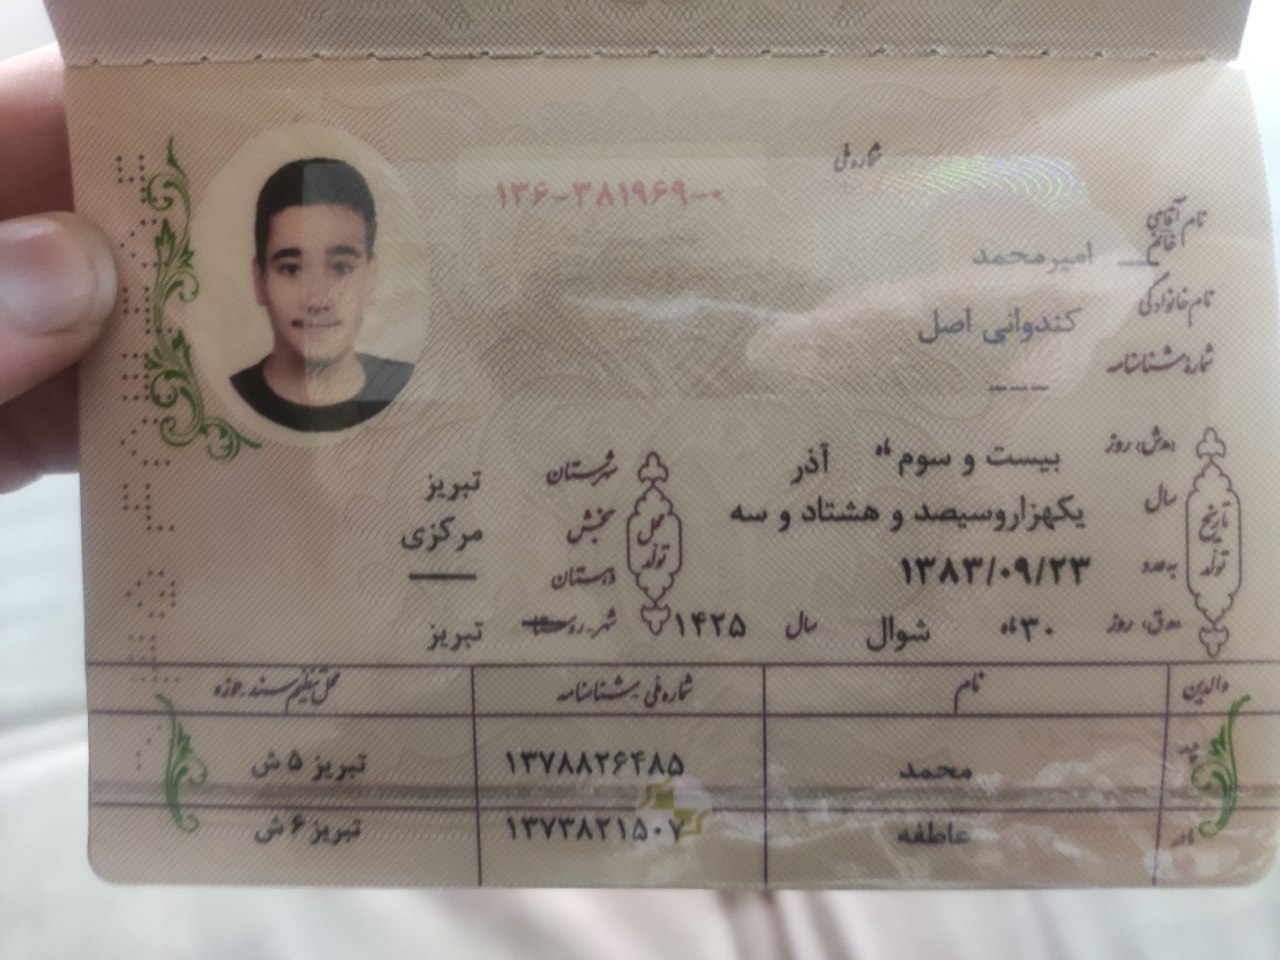 شماره ملی
۱۳۶-۳۸۱۹۶۹-۰
نام آقای خانم امیرمحمد
نام خانوادگی کندوانی اصل
شماره شناسنامه ---
تاریخ تولد
روز بیست و سوم ماه آذر
سال یکهزاروسیصد و هشتاد و سه
به عدد ۱۳۸۳/۰۹/۲۳
روز ۳۰ ماه شوال سال ۱۴۲۵
محل تولد
شهرستان تبریز
بخش مرکزی
دهستان
شهر-روستا تبریز
والدین نام شماره ملی-شناسنامه محل تنظیم سند-حوزه
پدر محمد ۱۳۷۸۸۲۶۴۸۵ تبریز ۵ ش
مادر عاطفه ۱۳۷۳۸۲۱۵۰۷ تبریز ۶ ش